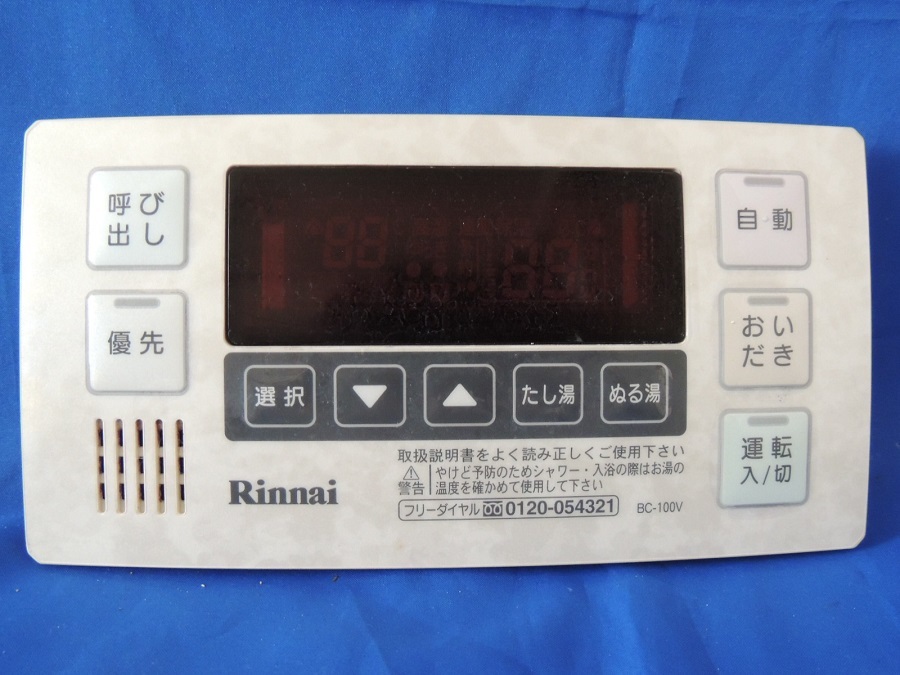 呼び
出し
優先
自動
おい
だき
運転
入/切
選択
▼
▲
たし湯
ぬる湯
Rinnai
取扱説明書をよく読み正しくご使用下さい
⚠警告
やけど予防のためシャワー・入浴の際はお湯の
温度を確かめて使用して下さい
フリーダイヤル 0120-054321
BC-100V